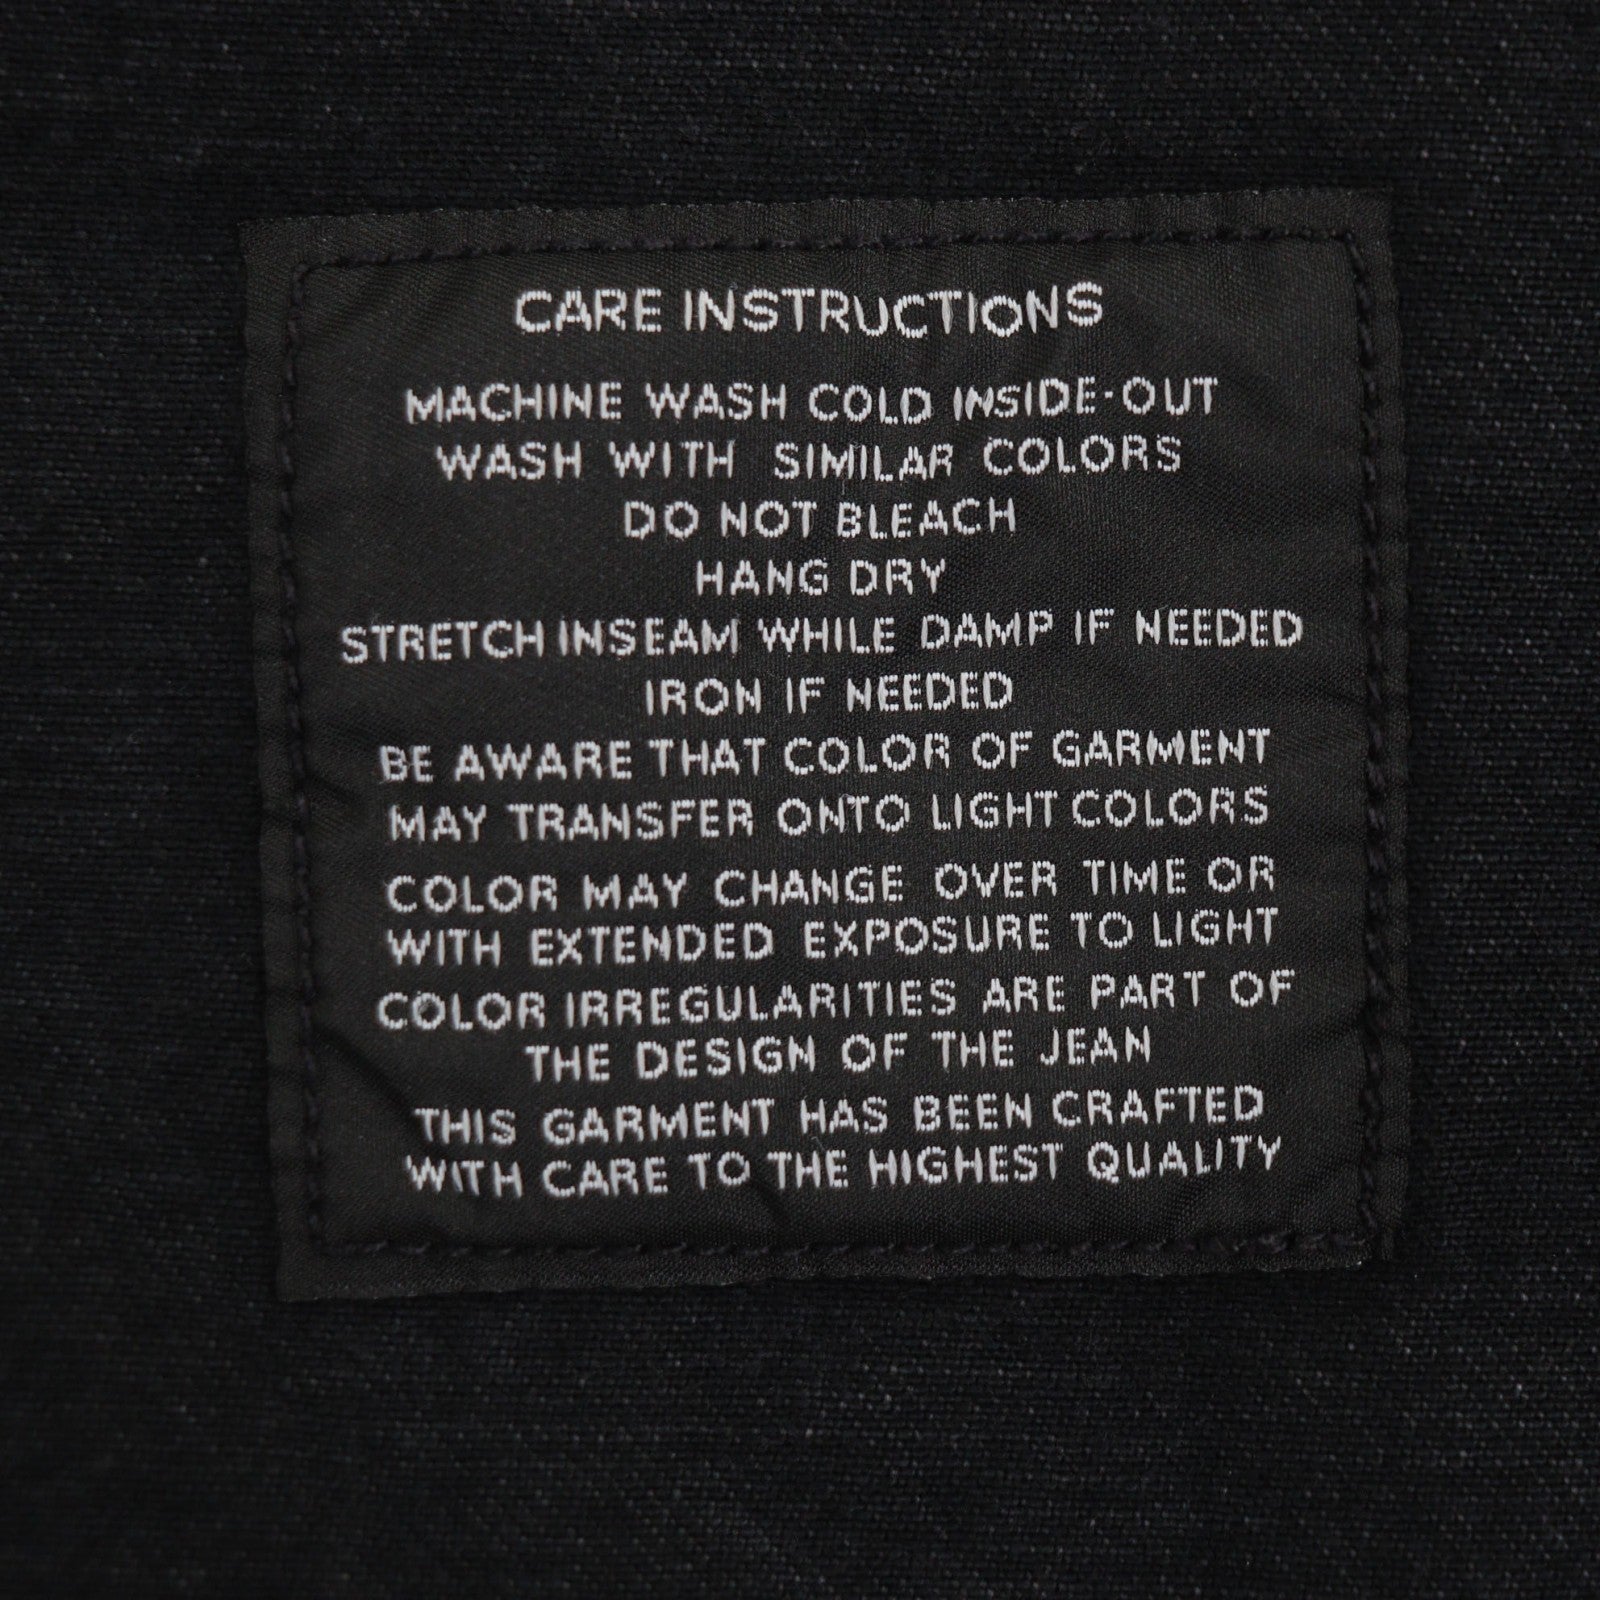 CARE INSTRUCTIONS
MACHINE WASH COLD INSIDE-OUT
WASH WITH SIMILAR COLORS
DO NOT BLEACH
HANG DRY
STRETCH INSEAM WHILE DAMP IF NEEDED
IRON IF NEEDED
BE AWARE THAT COLOR OF GARMENT
MAY TRANSFER ONTO LIGHT COLORS
COLOR MAY CHANGE OVER TIME OR
WITH EXTENDED EXPOSURE TO LIGHT
COLOR IRREGULARITIES ARE PART OF
THE DESIGN OF THE JEAN
THIS GARMENT HAS BEEN CRAFTED
WITH CARE TO THE HIGHEST QUALITY